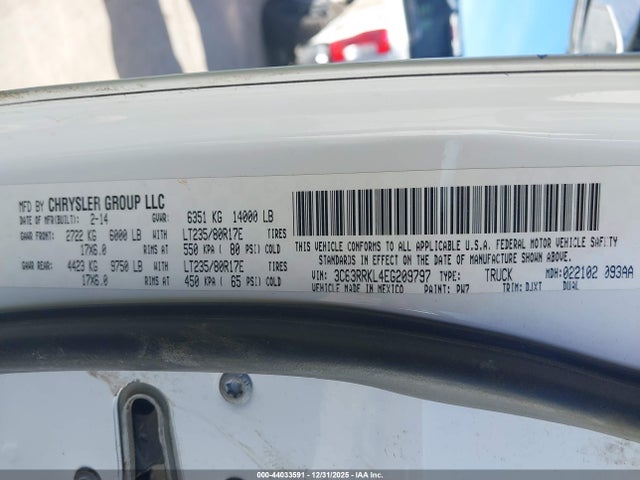 MFD BY CHRYSLER GROUP LLC
DATE OF MFR(BUILT): 2-14 GVWR: 6351 KG 14000 LB
GAWR FRONT: 2722 KG 6000 LB LT235/80R17E TIRES
17X6.0 RIMS AT 550 KPA ( 80 PSI) COLD
GAWR REAR: 4423 KG 9750 LB LT235/80R17E TIRES
17X6.0 RIMS AT 450 KPA ( 65 PSI) COLD
THIS VEHICLE CONFORMS TO ALL APPLICABLE U.S.A. FEDERAL MOTOR VEHICLE SAFETY
STANDARDS IN EFFECT ON THE DATE OF
MANUFACTURE SHOWN ABOVE.
VIN: 3C63RRKL4EG209797 TYPE: TRUCK MDH:022102 093AA
VEHICLE MADE IN MEXICO PAINT: PW7 TRIM: DJXT DUAL
000-44033591 - 12/31/2025 - IAA